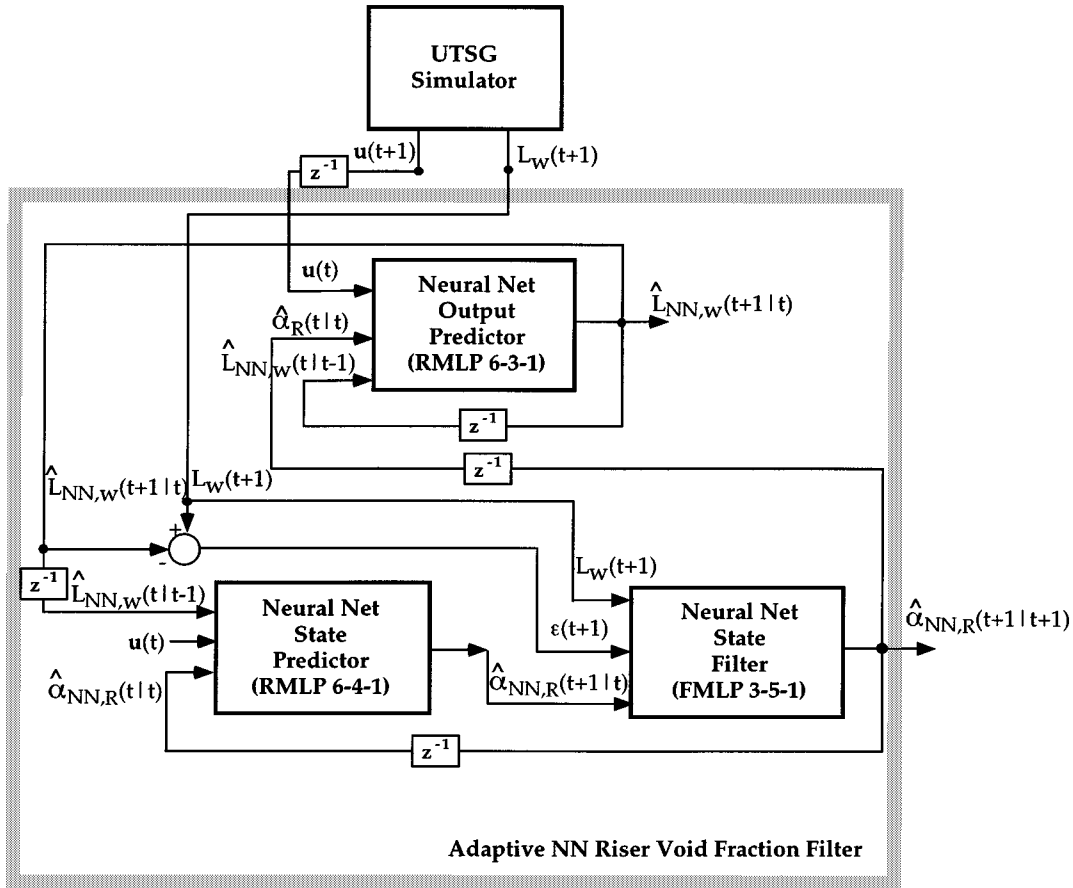 UTSG
Simulator
u(t+1)
L_W(t+1)
z⁻¹
u(t)
Neural Net
Output
Predictor
(RMLP 6-3-1)
L̂_NN,w(t+1|t)
α̂_R(t|t)
L̂_NN,w(t|t-1)
z⁻¹
z⁻¹
L̂_NN,w(t+1|t)
L_W(t+1)
+
-
z⁻¹
L̂_NN,w(t|t-1)
u(t)
α̂_NN,R(t|t)
Neural Net
State
Predictor
(RMLP 6-4-1)
L_W(t+1)
ε(t+1)
α̂_NN,R(t+1|t)
Neural Net
State
Filter
(FMLP 3-5-1)
α̂_NN,R(t+1|t+1)
z⁻¹
Adaptive NN Riser Void Fraction Filter